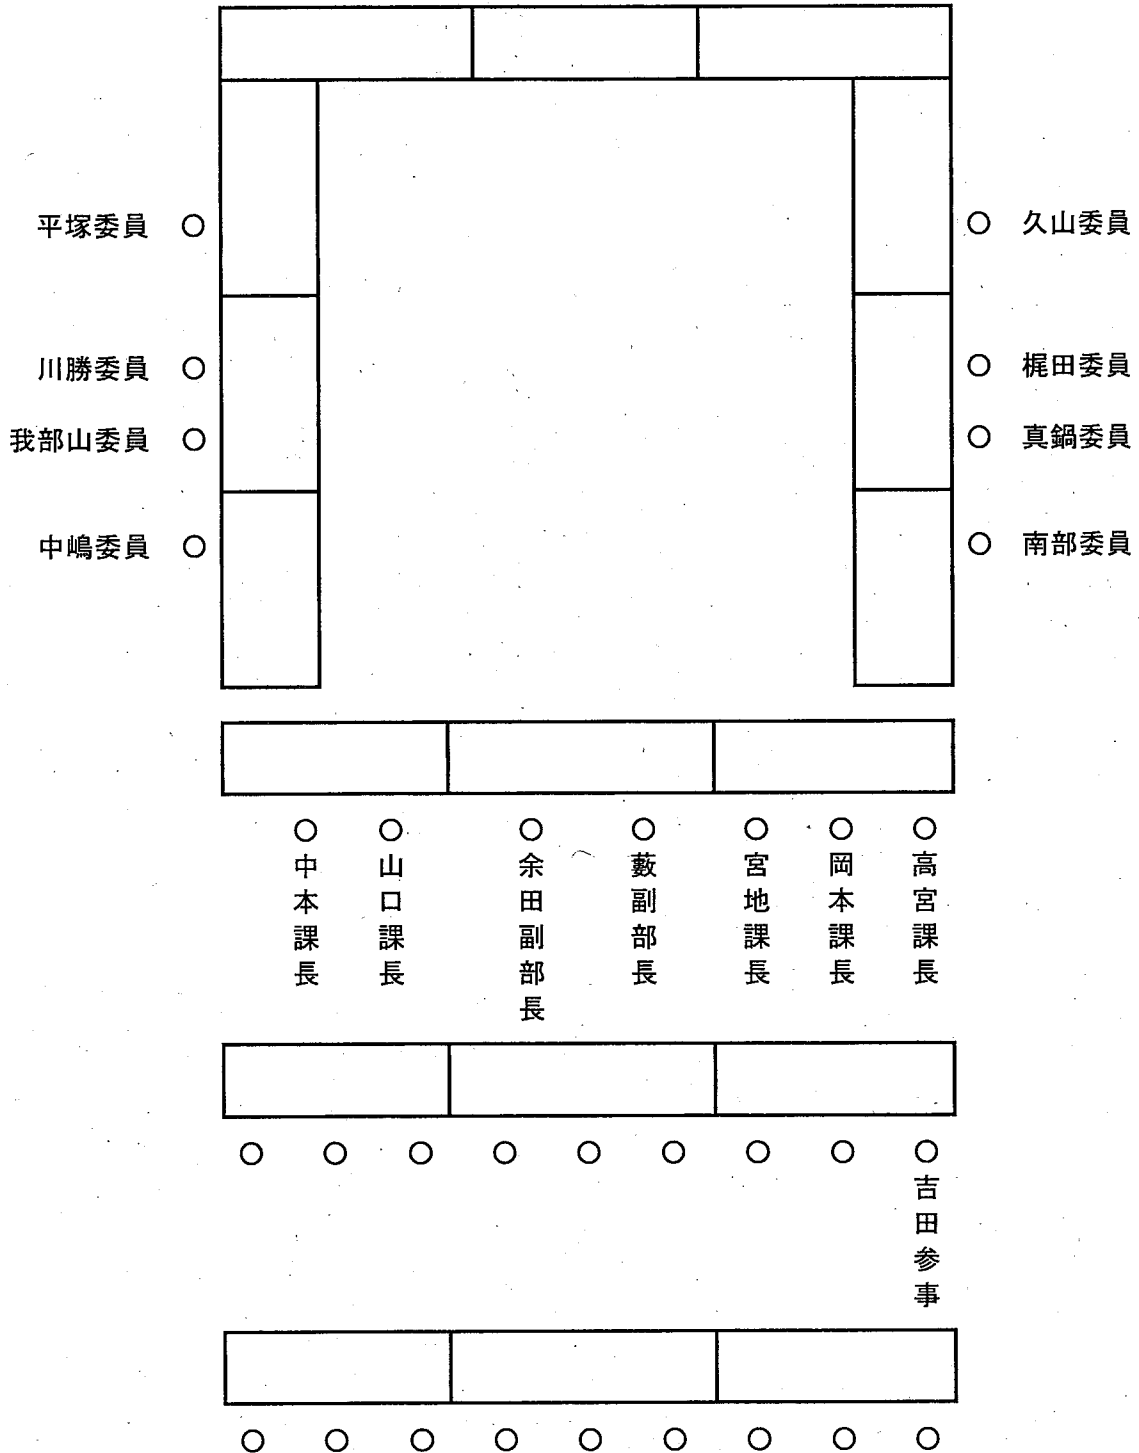 平塚委員 ○
○ 久山委員
川勝委員 ○
○ 梶田委員
我部山委員 ○
○ 真鍋委員
中嶋委員 ○
○ 南部委員
○中本課長
○山口課長
○余田副部長
○藪副部長
○宮地課長
○岡本課長
○高宮課長
○ ○ ○ ○ ○ ○ ○ ○ ○吉田参事
○ ○ ○ ○ ○ ○ ○ ○ ○